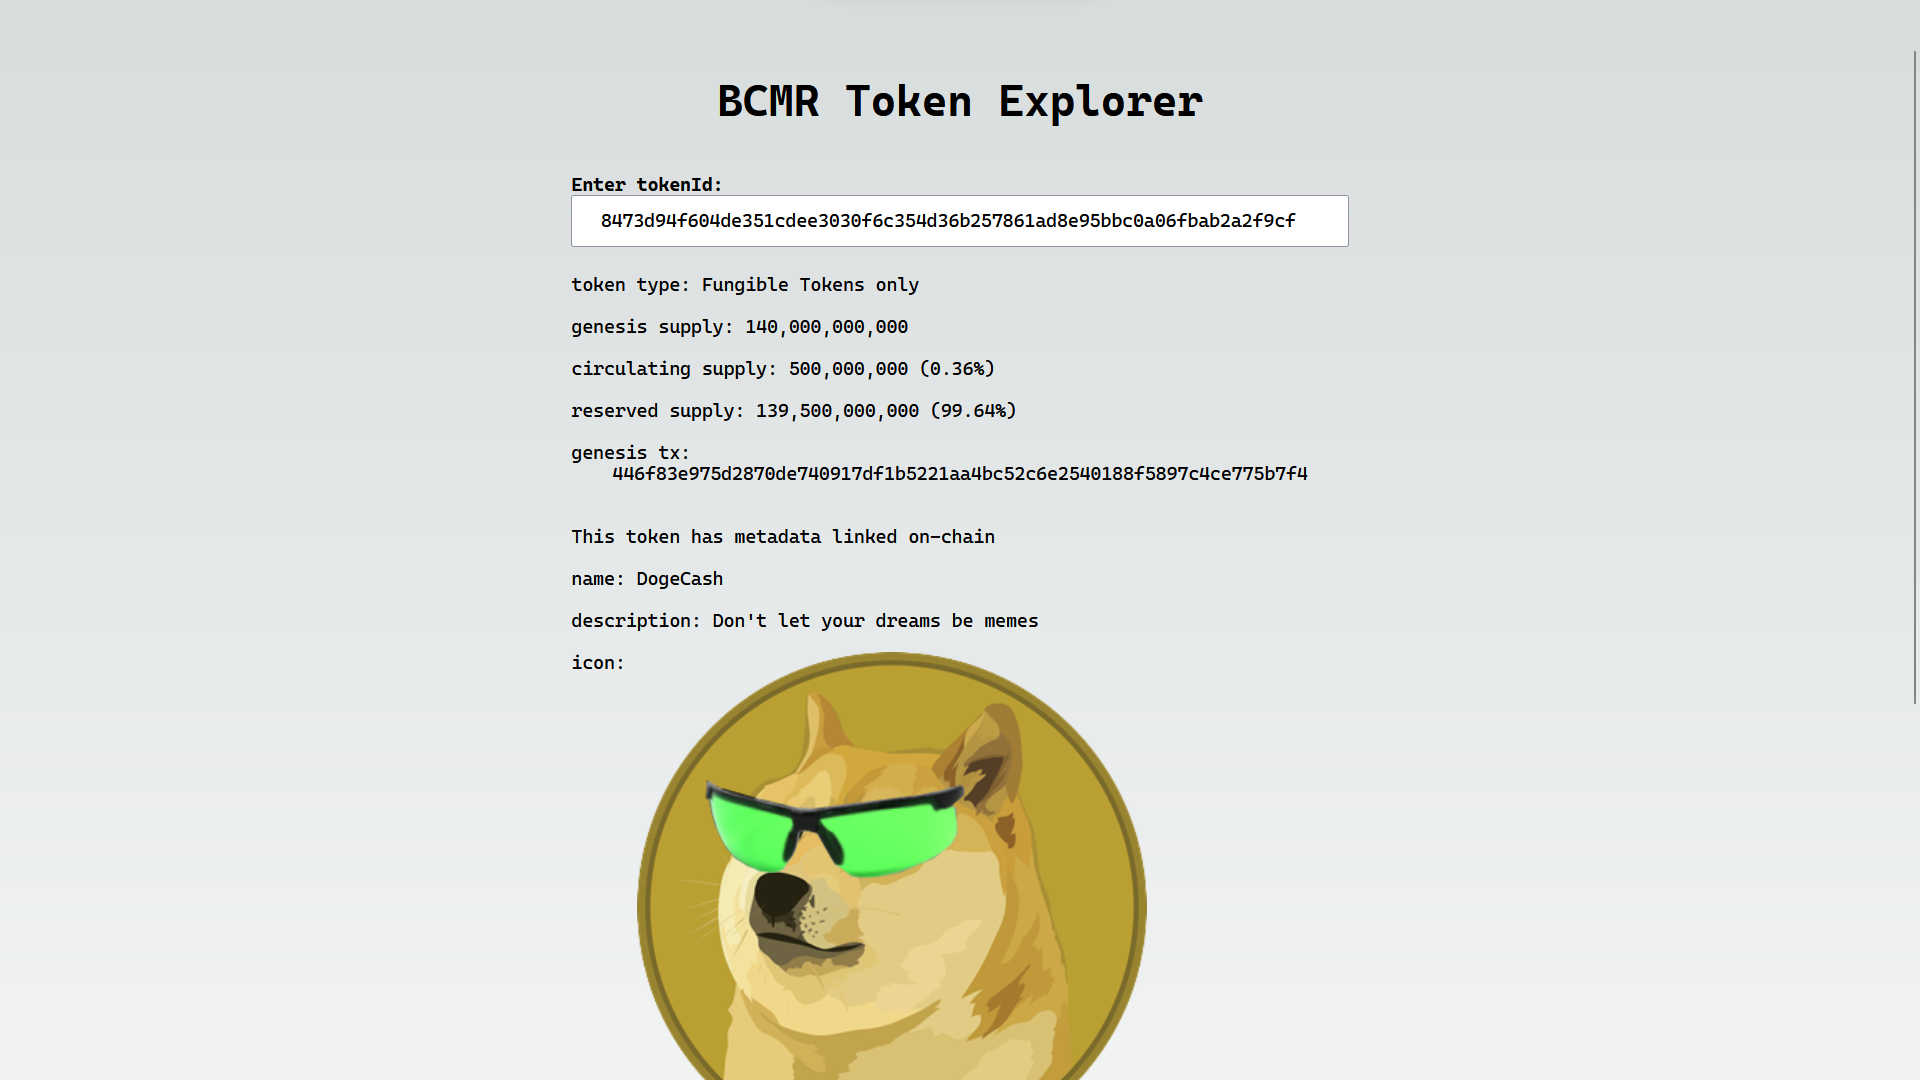 BCMR Token Explorer
Enter tokenId:
8473d94f604de351cdee3030f6c354d36b257861ad8e95bbc0a06fbab2a2f9cf
token type: Fungible Tokens only
genesis supply: 140,000,000,000
circulating supply: 500,000,000 (0.36%)
reserved supply: 139,500,000,000 (99.64%)
genesis tx:
446f83e975d2870de740917df1b5221aa4bc52c6e2540188f5897c4ce775b7f4
This token has metadata linked on-chain
name: DogeCash
description: Don't let your dreams be memes
icon: